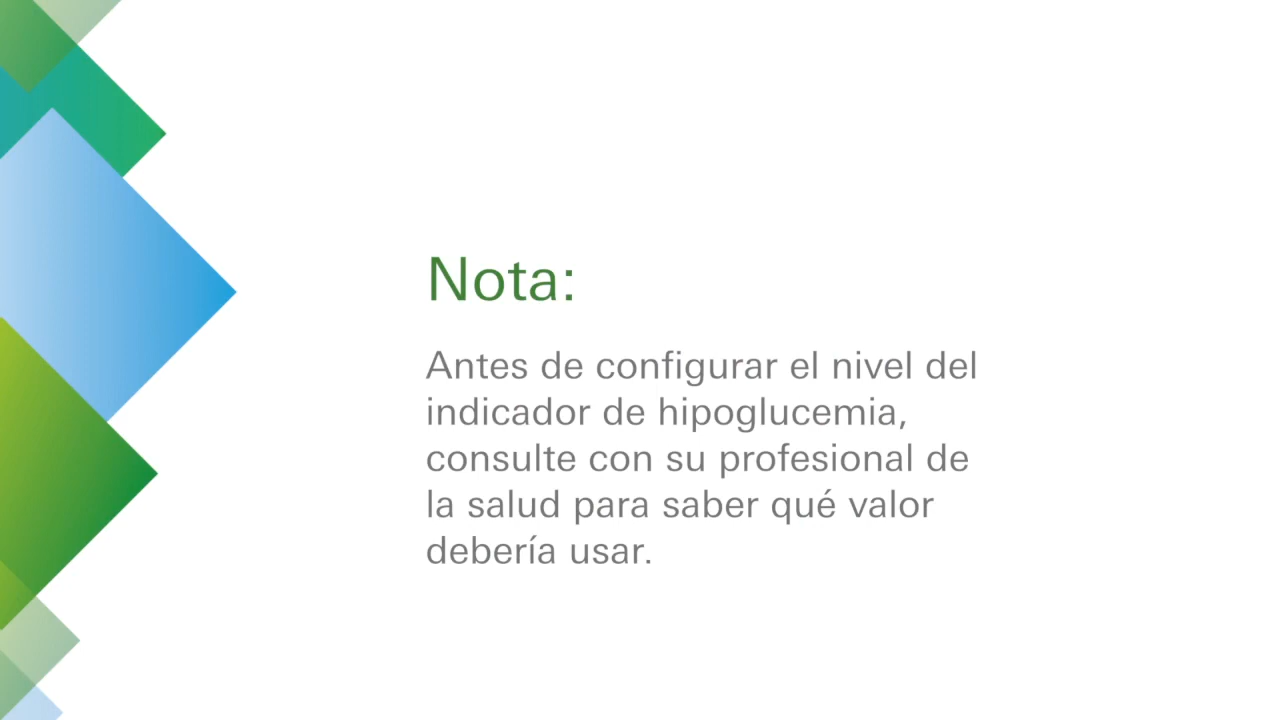 Nota:
Antes de configurar el nivel del
indicador de hipoglucemia,
consulte con su profesional de
la salud para saber qué valor
debería usar.